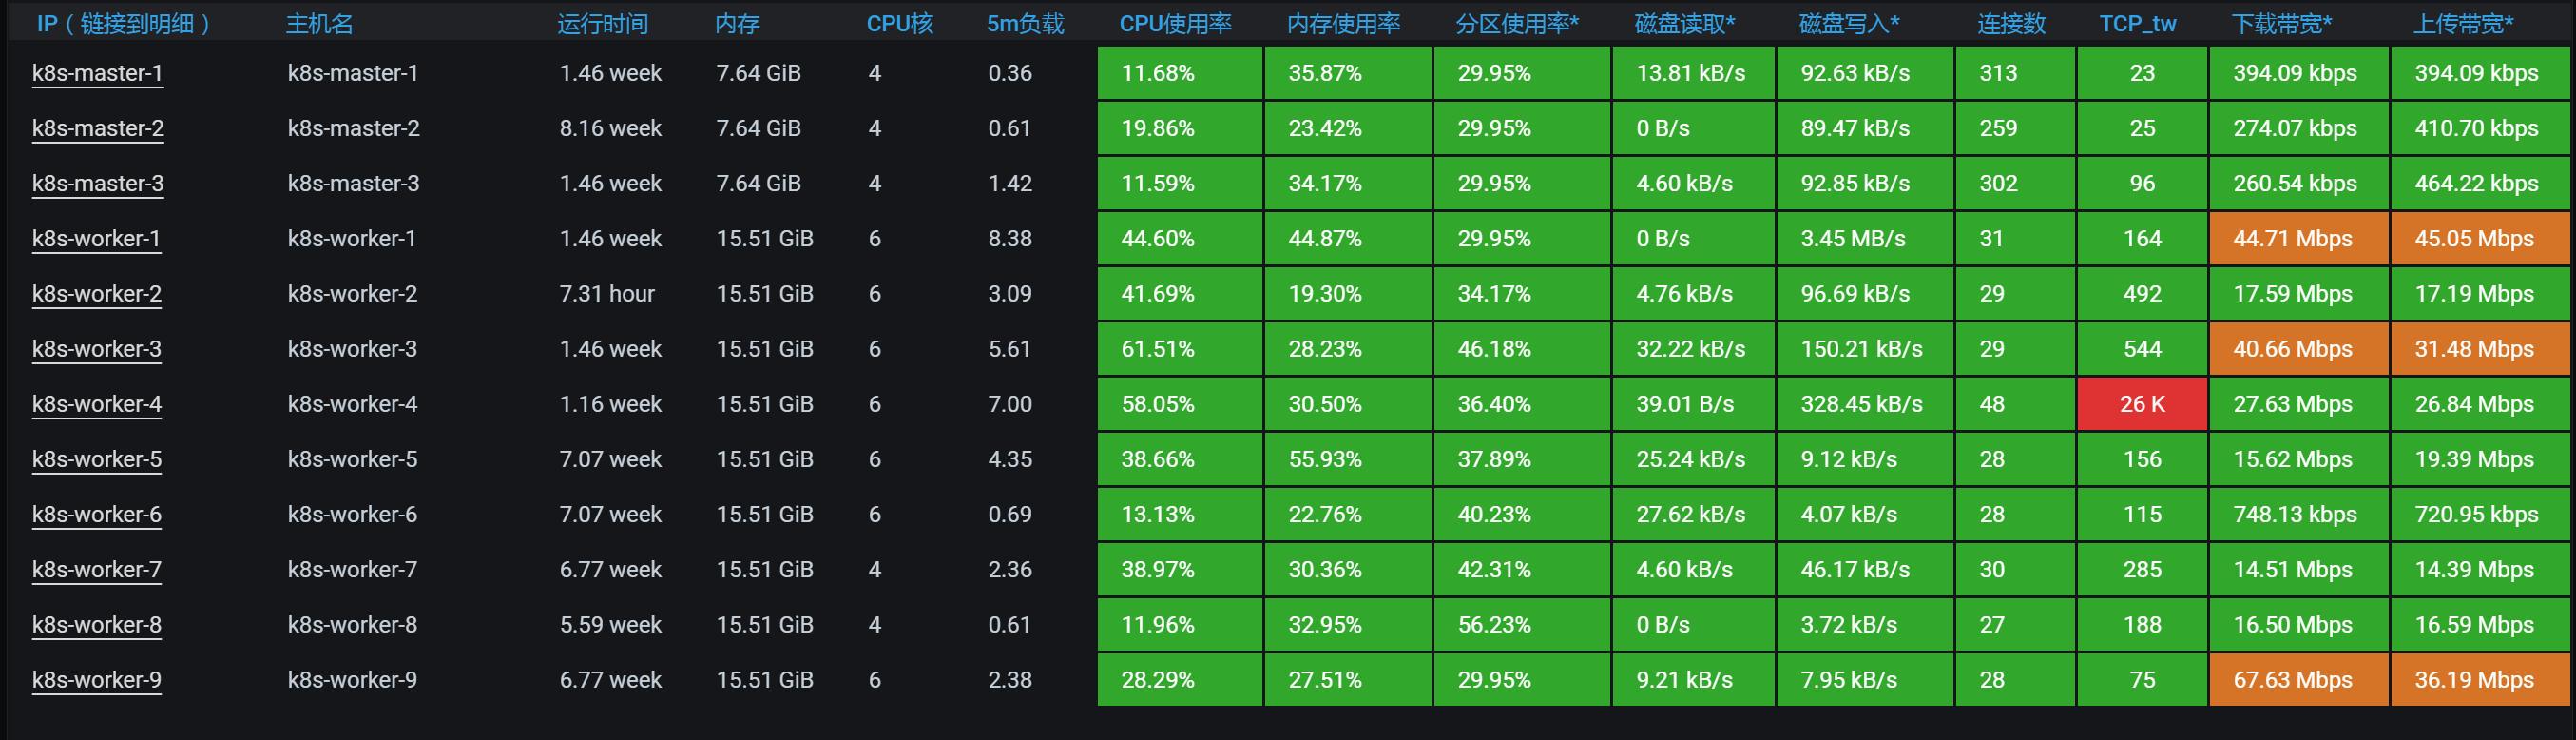 IP（链接到明细） 主机名 运行时间 内存 CPU核 5m负载 CPU使用率 内存使用率 分区使用率* 磁盘读取* 磁盘写入* 连接数 TCP_tw 下载带宽* 上传带宽*
k8s-master-1 k8s-master-1 1.46 week 7.64 GiB 4 0.36 11.68% 35.87% 29.95% 13.81 kB/s 92.63 kB/s 313 23 394.09 kbps 394.09 kbps
k8s-master-2 k8s-master-2 8.16 week 7.64 GiB 4 0.61 19.86% 23.42% 29.95% 0 B/s 89.47 kB/s 259 25 274.07 kbps 410.70 kbps
k8s-master-3 k8s-master-3 1.46 week 7.64 GiB 4 1.42 11.59% 34.17% 29.95% 4.60 kB/s 92.85 kB/s 302 96 260.54 kbps 464.22 kbps
k8s-worker-1 k8s-worker-1 1.46 week 15.51 GiB 6 8.38 44.60% 44.87% 29.95% 0 B/s 3.45 MB/s 31 164 44.71 Mbps 45.05 Mbps
k8s-worker-2 k8s-worker-2 7.31 hour 15.51 GiB 6 3.09 41.69% 19.30% 34.17% 4.76 kB/s 96.69 kB/s 29 492 17.59 Mbps 17.19 Mbps
k8s-worker-3 k8s-worker-3 1.46 week 15.51 GiB 6 5.61 61.51% 28.23% 46.18% 32.22 kB/s 150.21 kB/s 29 544 40.66 Mbps 31.48 Mbps
k8s-worker-4 k8s-worker-4 1.16 week 15.51 GiB 6 7.00 58.05% 30.50% 36.40% 39.01 B/s 328.45 kB/s 48 26 K 27.63 Mbps 26.84 Mbps
k8s-worker-5 k8s-worker-5 7.07 week 15.51 GiB 6 4.35 38.66% 55.93% 37.89% 25.24 kB/s 9.12 kB/s 28 156 15.62 Mbps 19.39 Mbps
k8s-worker-6 k8s-worker-6 7.07 week 15.51 GiB 6 0.69 13.13% 22.76% 40.23% 27.62 kB/s 4.07 kB/s 28 115 748.13 kbps 720.95 kbps
k8s-worker-7 k8s-worker-7 6.77 week 15.51 GiB 4 2.36 38.97% 30.36% 42.31% 4.60 kB/s 46.17 kB/s 30 285 14.51 Mbps 14.39 Mbps
k8s-worker-8 k8s-worker-8 5.59 week 15.51 GiB 4 0.61 11.96% 32.95% 56.23% 0 B/s 3.72 kB/s 27 188 16.50 Mbps 16.59 Mbps
k8s-worker-9 k8s-worker-9 6.77 week 15.51 GiB 6 2.38 28.29% 27.51% 29.95% 9.21 kB/s 7.95 kB/s 28 75 67.63 Mbps 36.19 Mbps